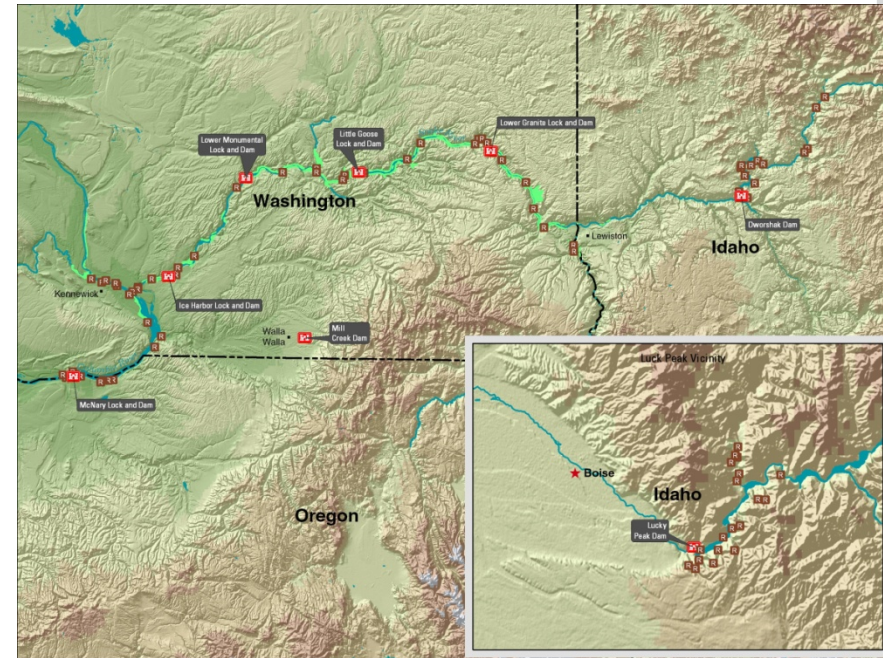 Lower Monumental
Lock and Dam
Little Goose
Lock and Dam
Lower Granite Lock and Dam
Washington
Lewiston
Dworshak Dam
Idaho
Kennewick
Ice Harbor Lock and Dam
Walla
Walla
Mill
Creek Dam
McNary Lock and Dam
Oregon
Luck Peak Vicinity
Boise
Idaho
Lucky
Peak Dam